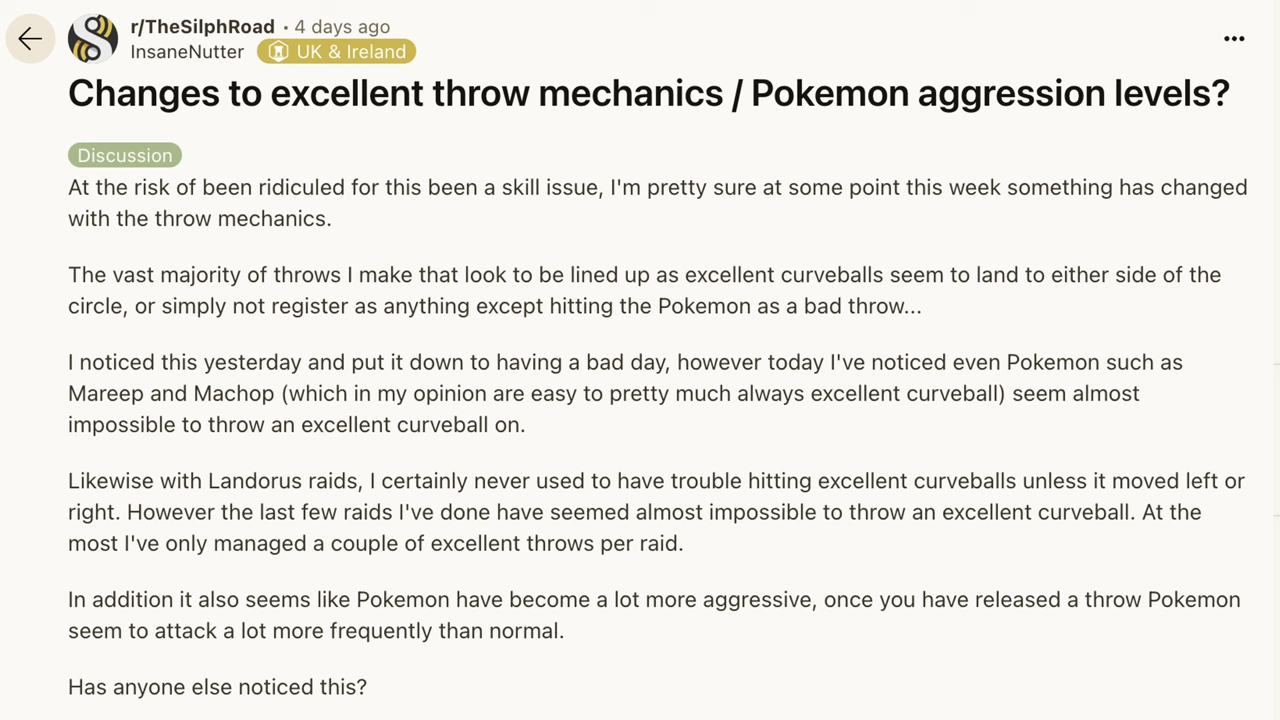 r/TheSilphRoad • 4 days ago
InsaneNutter UK & Ireland
Changes to excellent throw mechanics / Pokemon aggression levels?
Discussion
At the risk of been ridiculed for this been a skill issue, I'm pretty sure at some point this week something has changed
with the throw mechanics.
The vast majority of throws I make that look to be lined up as excellent curveballs seem to land to either side of the
circle, or simply not register as anything except hitting the Pokemon as a bad throw...
I noticed this yesterday and put it down to having a bad day, however today I've noticed even Pokemon such as
Mareep and Machop (which in my opinion are easy to pretty much always excellent curveball) seem almost
impossible to throw an excellent curveball on.
Likewise with Landorus raids, I certainly never used to have trouble hitting excellent curveballs unless it moved left or
right. However the last few raids I've done have seemed almost impossible to throw an excellent curveball. At the
most I've only managed a couple of excellent throws per raid.
In addition it also seems like Pokemon have become a lot more aggressive, once you have released a throw Pokemon
seem to attack a lot more frequently than normal.
Has anyone else noticed this?